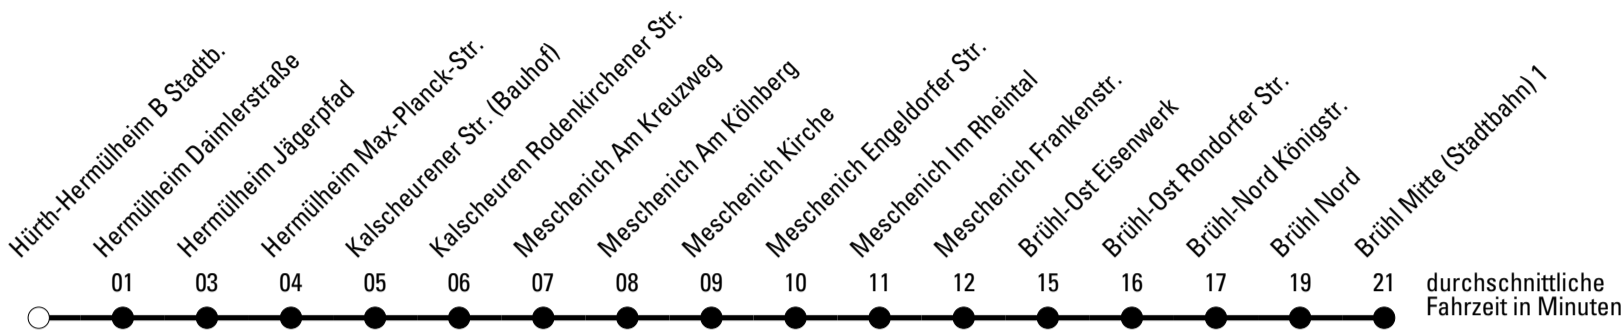 Hürth-Hermülheim B Stadtb.
Hermülheim Daimlerstraße
Hermülheim Jägerpfad
Hermülheim Max-Planck-Str.
Kalscheurener Str. (Bauhof)
Kalscheuren Rodenkirchener Str.
Meschenich Am Kreuzweg
Meschenich Am Kölnberg
Meschenich Kirche
Meschenich Engeldorfer Str.
Meschenich Im Rheintal
Meschenich Frankenstr.
Brühl-Ost Eisenwerk
Brühl-Ost Rondorfer Str.
Brühl-Nord Königstr.
Brühl Nord
Brühl Mitte (Stadtbahn) 1
01 03 04 05 06 07 08 09 10 11 12 15 16 17 19 21
durchschnittliche
Fahrzeit in Minuten